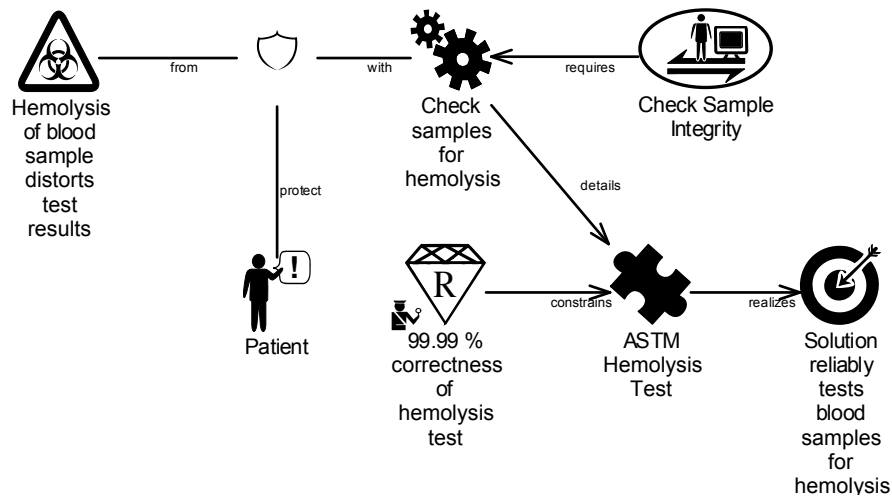 from
with
requires
Hemolysis
of blood
sample
distorts
test
results
Check
samples
for
hemolysis
Check Sample
Integrity
protect
details
!
Patient
R
constrains
realizes
99.99 %
correctness
of
hemolysis
test
ASTM
Hemolysis
Test
Solution
reliably
tests
blood
samples
for
hemolysis